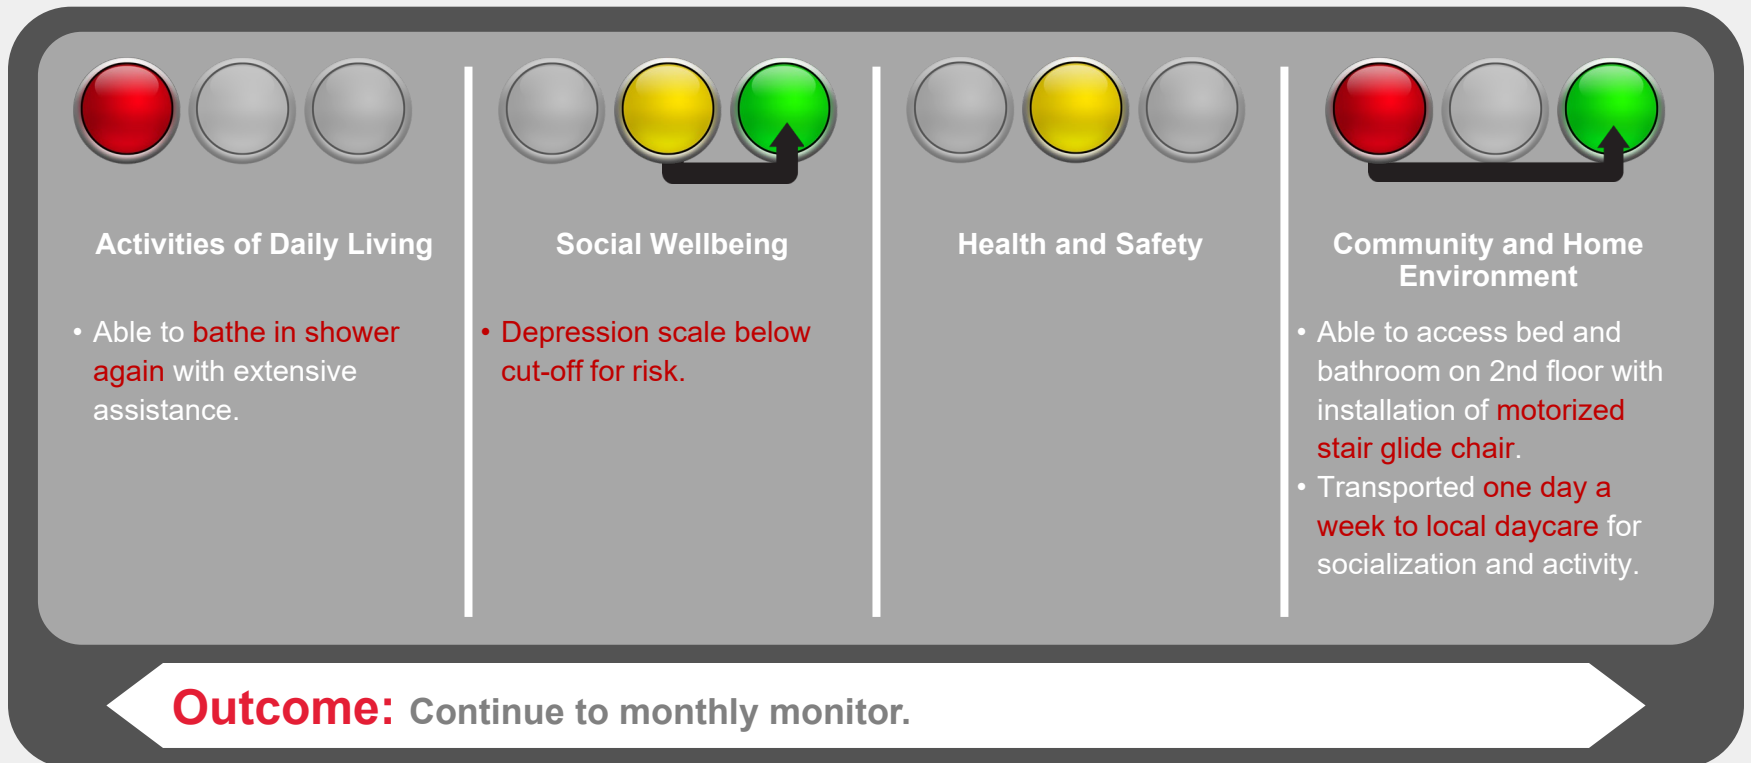 Activities of Daily Living
• Able to bathe in shower
again with extensive
assistance.
Social Wellbeing
• Depression scale below
cut-off for risk.
Health and Safety
Community and Home
Environment
• Able to access bed and
bathroom on 2nd floor with
installation of motorized
stair glide chair.
• Transported one day a
week to local daycare for
socialization and activity.
Outcome: Continue to monthly monitor.